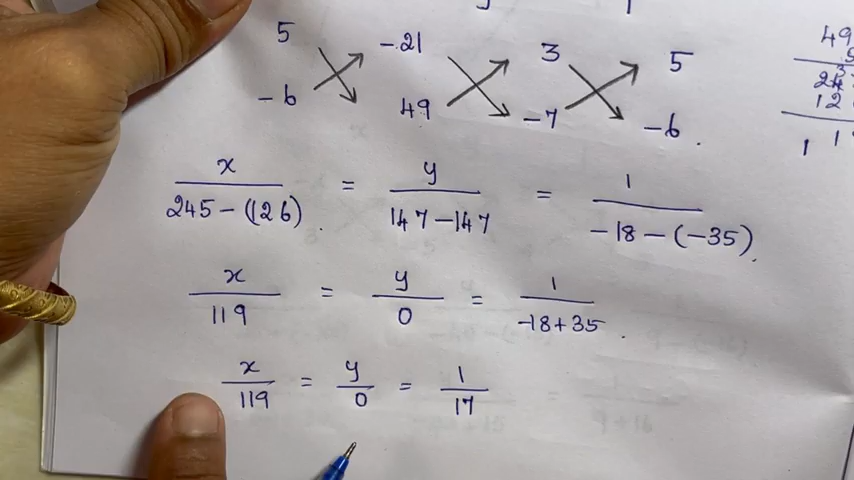 5 -21 3 5
-6 49 -7 -6.
x/245-(126). = y/147-147 = 1/-18-(-35).
x/119 = y/0 = 1/-18+35.
x/119 = y/0 = 1/17
49